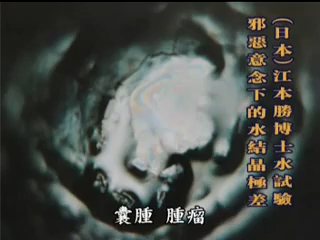 (日本)江本勝博士水試驗
邪惡意念下的水結晶極差
囊腫 腫瘤